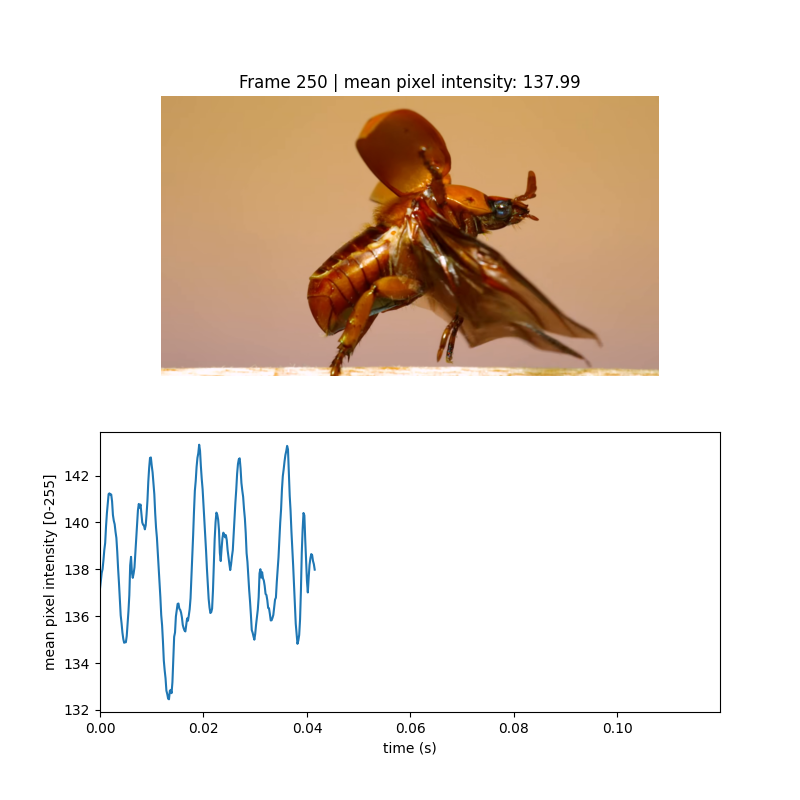 Frame 250 | mean pixel intensity: 137.99
mean pixel intensity [0-255]
142
140
138
136
134
132
0.00 0.02 0.04 0.06 0.08 0.10
time (s)